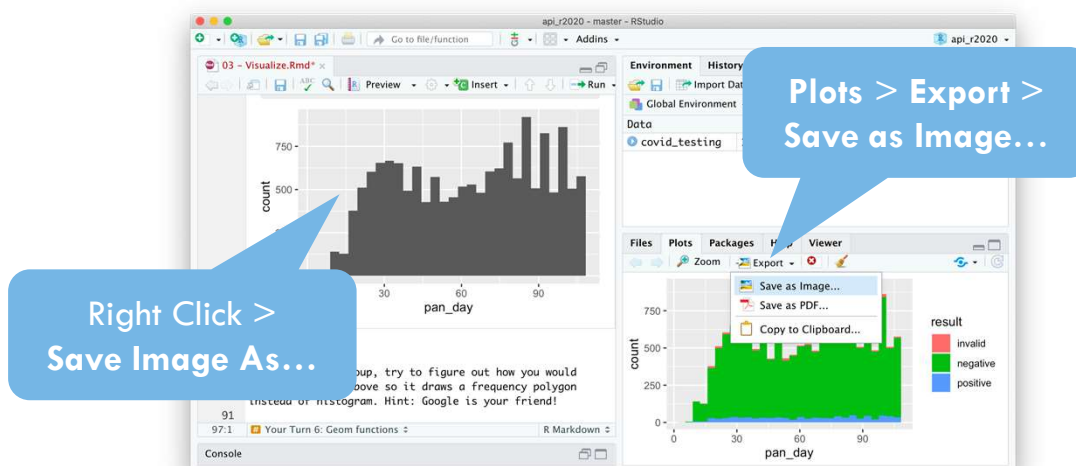 api_r2020 - master - RStudio
Go to file/function
Addins
api_r2020
03 - Visualize.Rmd*
ABC
Preview
Insert
Run
750
500
count
30
60
90
pan_day
Right Click >
Save Image As...
oup, try to figure out how you would
ove so it draws a frequency polygon
instead of histogram. Hint: Google is your friend!
91
97:1
# Your Turn 6: Geom functions
R Markdown
Console
Environment
History
Import Dat
Global Environment
Data
covid_testing
Plots > Export >
Save as Image...
Files
Plots
Packages
Help
Viewer
Zoom
Export
Save as Image...
Save as PDF...
Copy to Clipboard...
750
500
250
0
count
0
30
60
90
pan_day
result
invalid
negative
positive